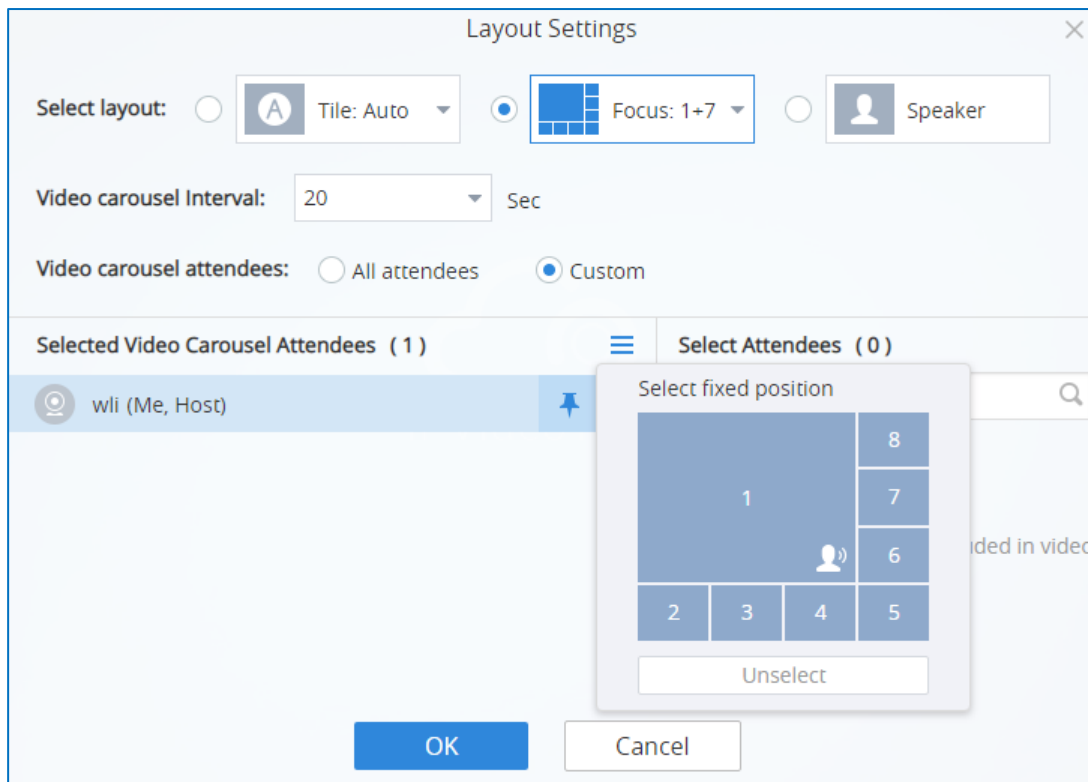 Layout Settings
Select layout: A Tile: Auto Focus: 1+7 Speaker
Video carousel Interval: 20 Sec
Video carousel attendees: All attendees Custom
Selected Video Carousel Attendees ( 1 ) Select Attendees ( 0 )
wli (Me, Host)
Select fixed position
8
1 7
6
in video
2 3 4 5
Unselect
OK Cancel